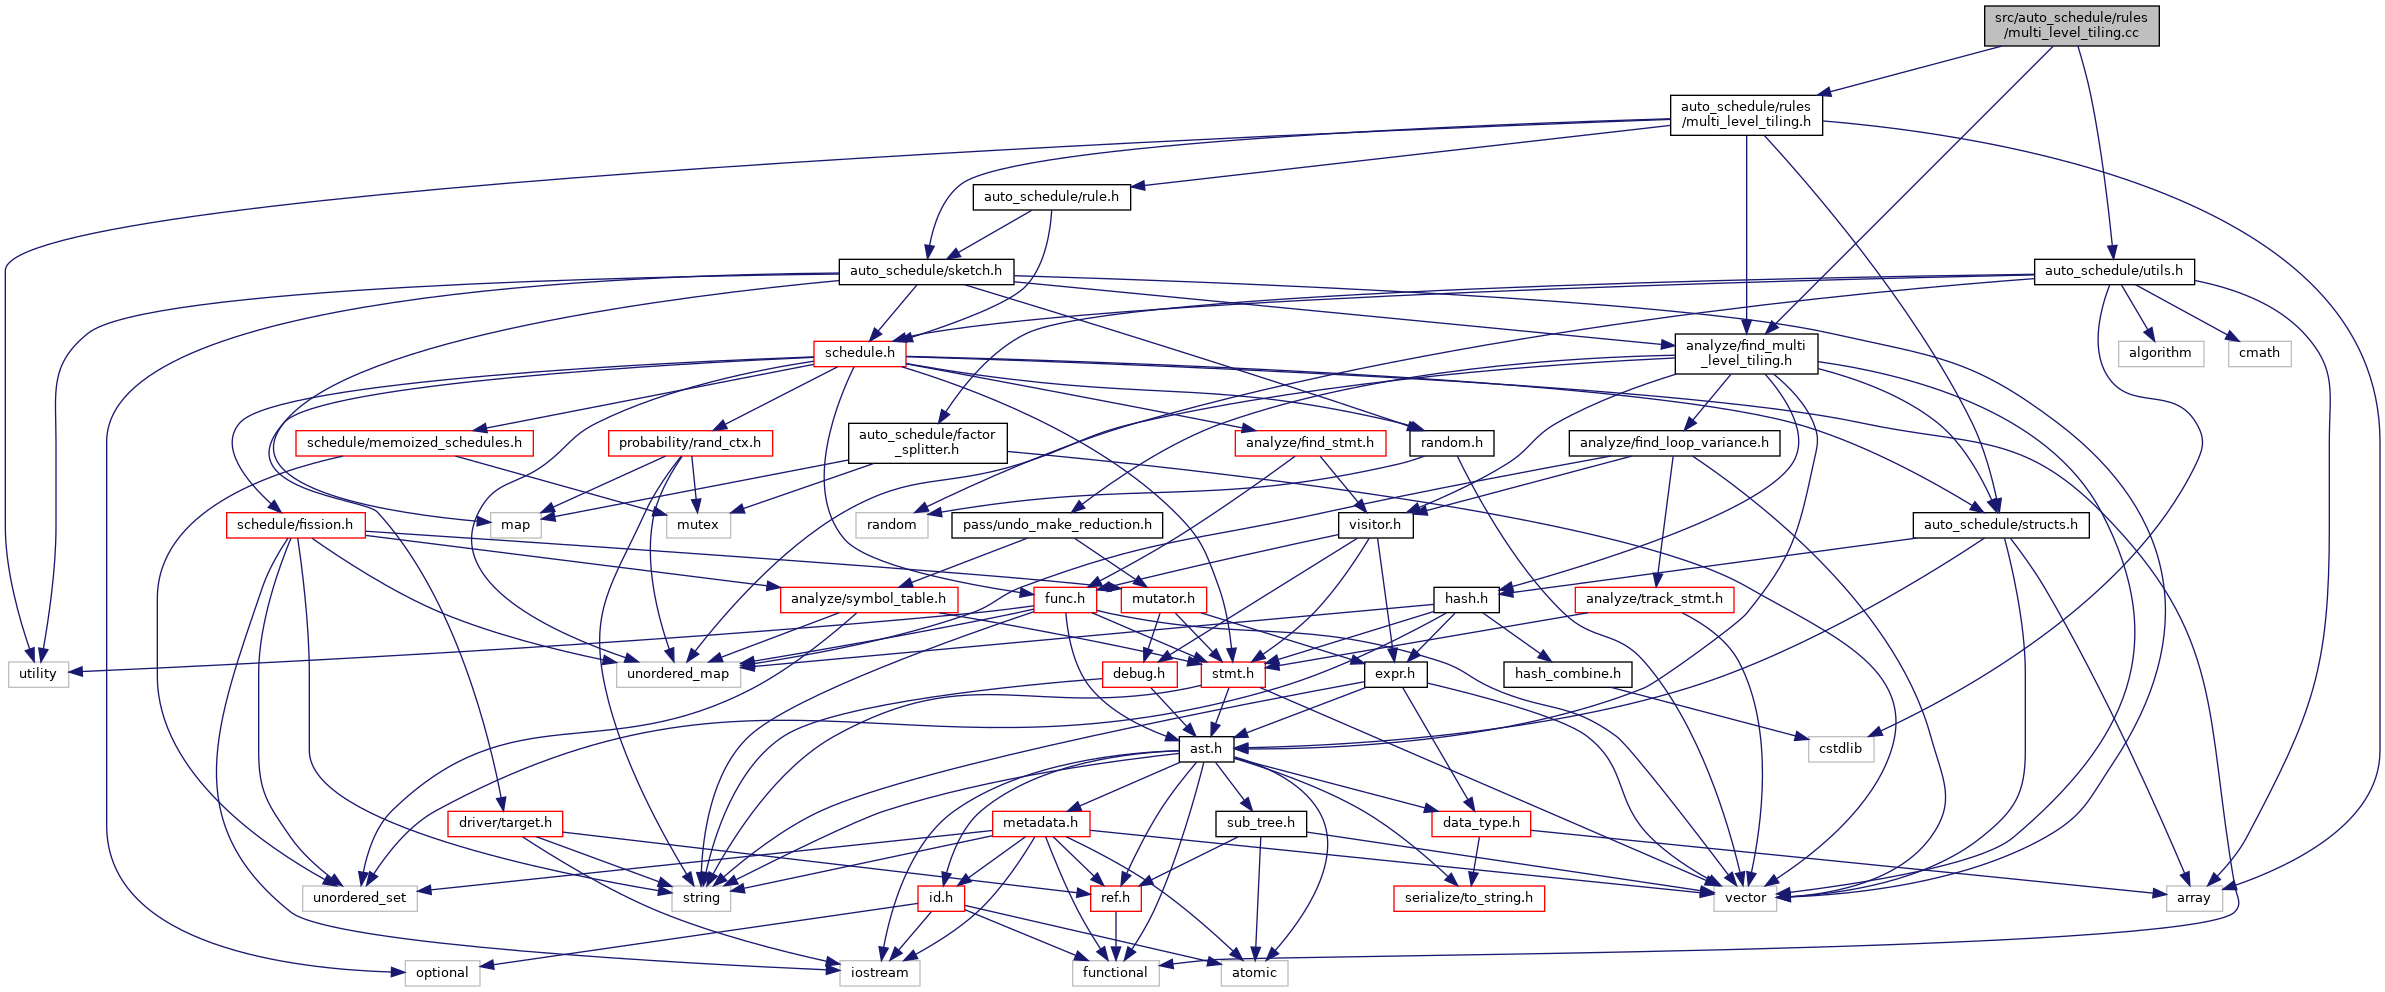 src/auto_schedule/rules
/multi_level_tiling.cc
auto_schedule/rules
/multi_level_tiling.h
auto_schedule/rule.h
auto_schedule/sketch.h
auto_schedule/utils.h
schedule.h
analyze/find_multi
_level_tiling.h
algorithm
cmath
schedule/memoized_schedules.h
probability/rand_ctx.h
auto_schedule/factor
_splitter.h
analyze/find_stmt.h
random.h
analyze/find_loop_variance.h
schedule/fission.h
map
mutex
random
pass/undo_make_reduction.h
visitor.h
auto_schedule/structs.h
analyze/symbol_table.h
func.h
mutator.h
hash.h
analyze/track_stmt.h
utility
unordered_map
debug.h
stmt.h
expr.h
hash_combine.h
ast.h
cstdlib
driver/target.h
metadata.h
sub_tree.h
data_type.h
unordered_set
string
id.h
ref.h
serialize/to_string.h
vector
array
optional
iostream
functional
atomic